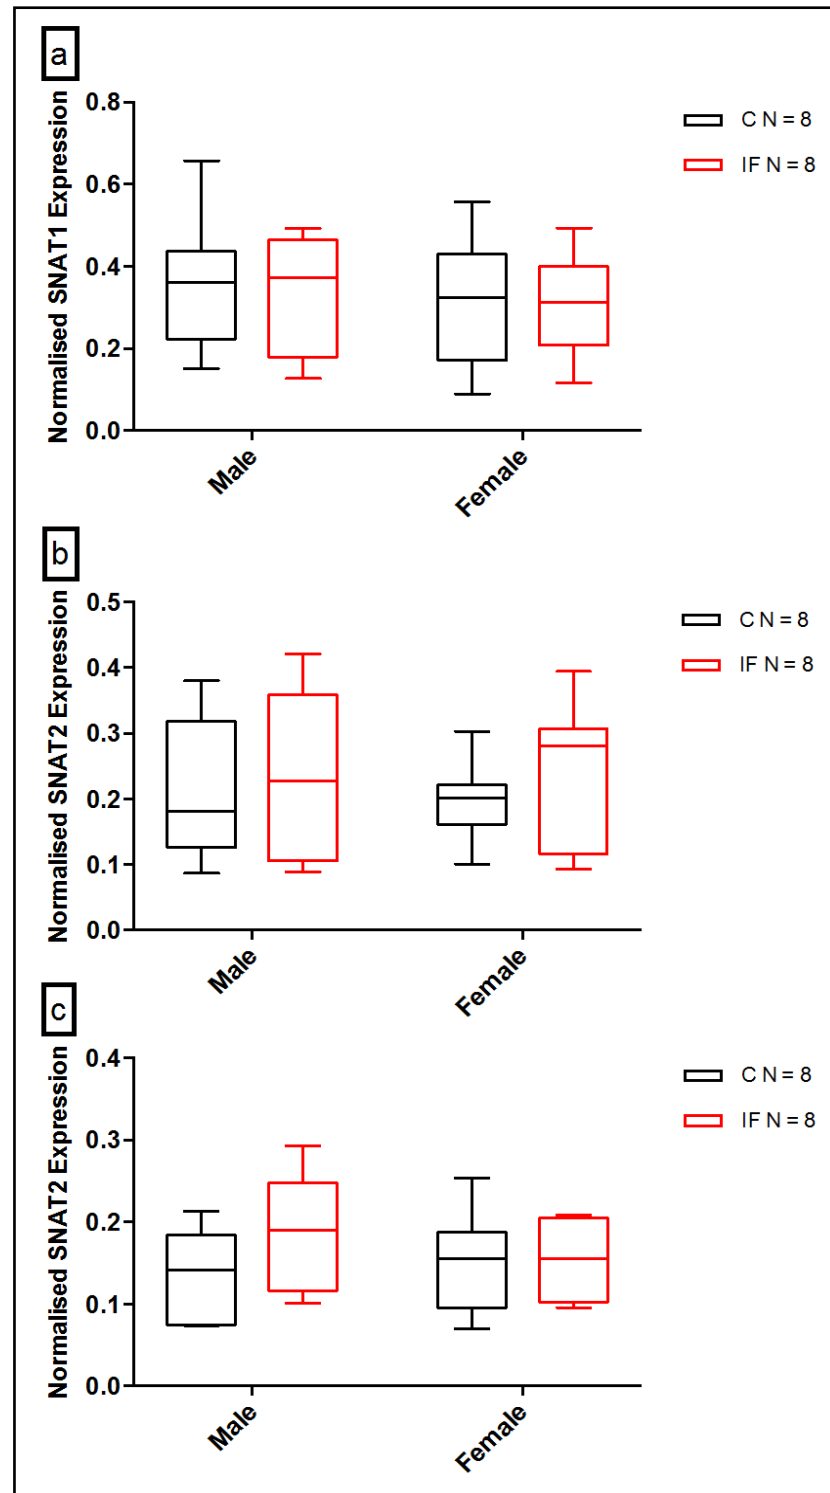 a
Normalised SNAT1 Expression
0.8
0.6
0.4
0.2
0.0
Male
Female
C N = 8
IF N = 8
b
Normalised SNAT2 Expression
0.5
0.4
0.3
0.2
0.1
0.0
Male
Female
C N = 8
IF N = 8
c
Normalised SNAT2 Expression
0.4
0.3
0.2
0.1
0.0
Male
Female
C N = 8
IF N = 8